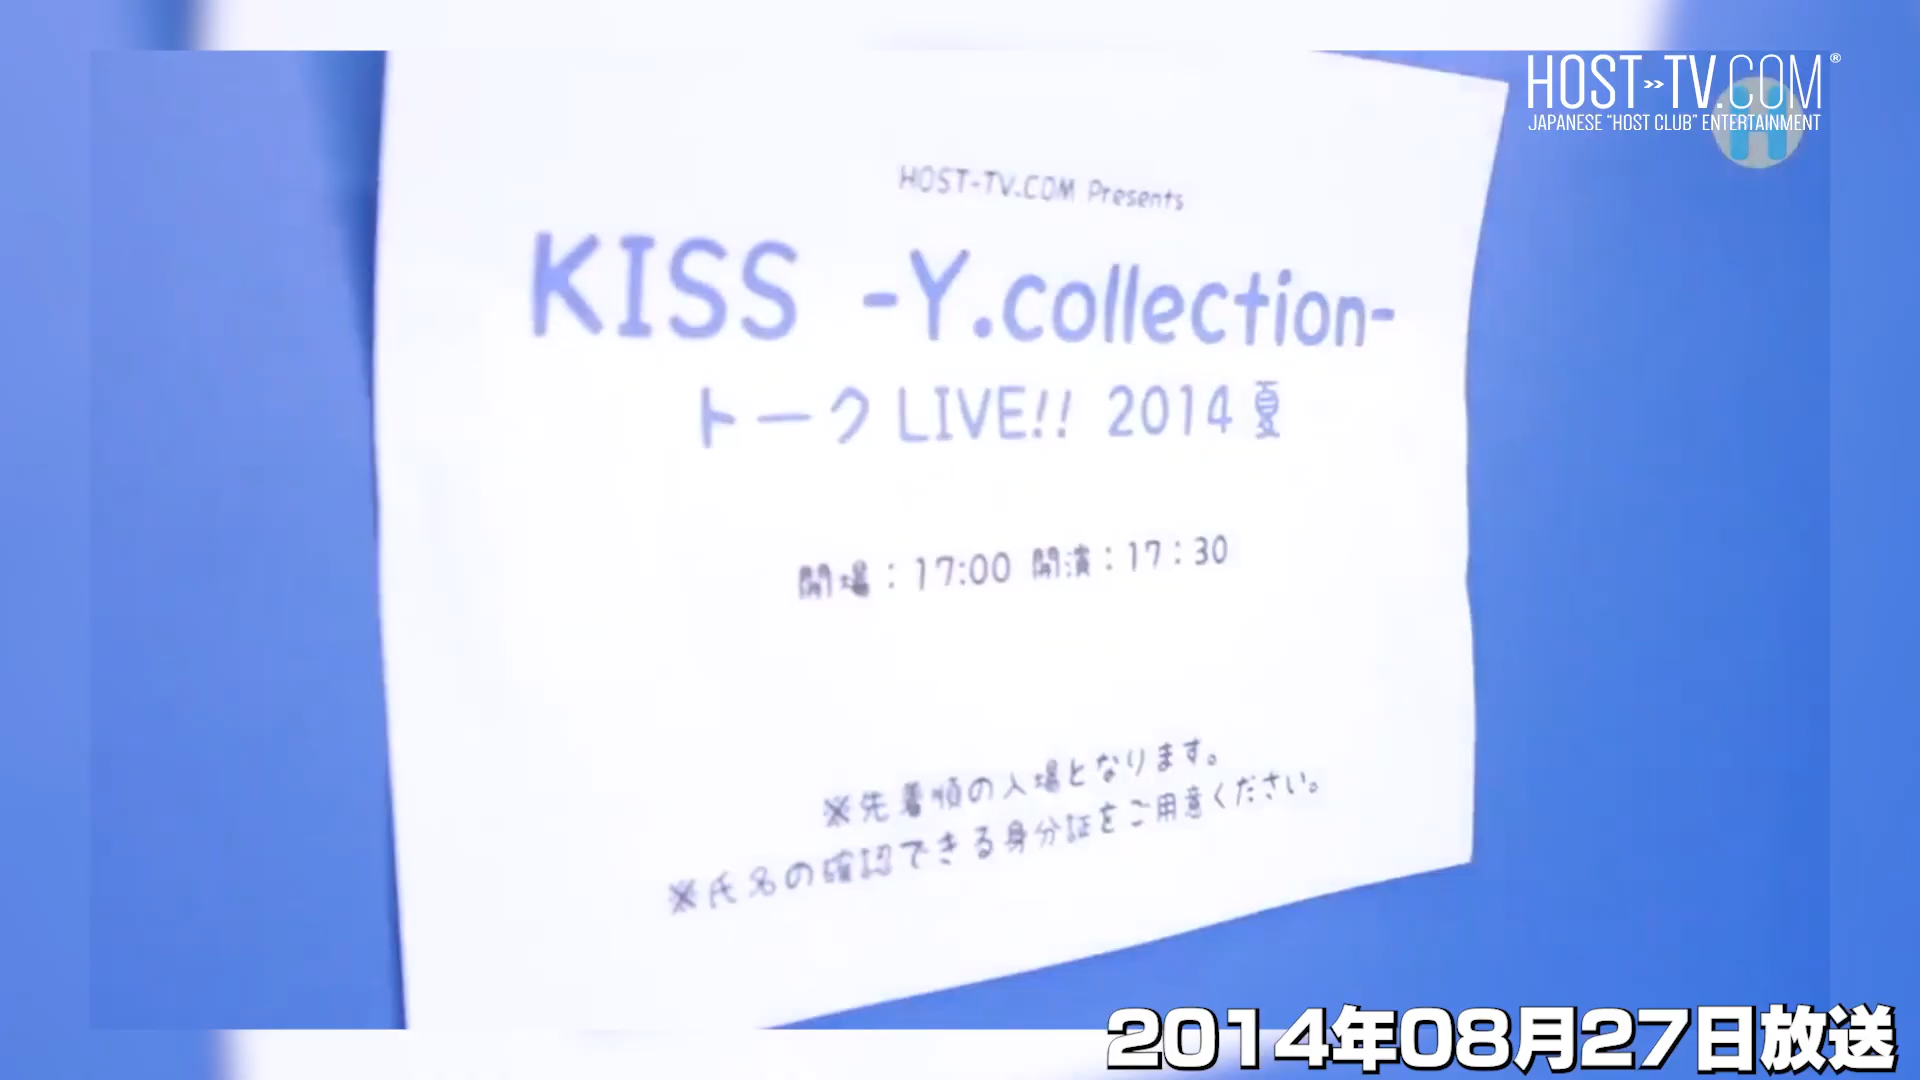 HOST»TV.COM®
JAPANESE "HOST CLUB" ENTERTAINMENT
HOST-TV.COM Presents
KISS -Y.collection-
トークLIVE!! 2014夏
開場：17:00 開演：17：30
※先着順の入場となります。
※氏名の確認できる身分証をご用意ください。
2014年08月27日放送